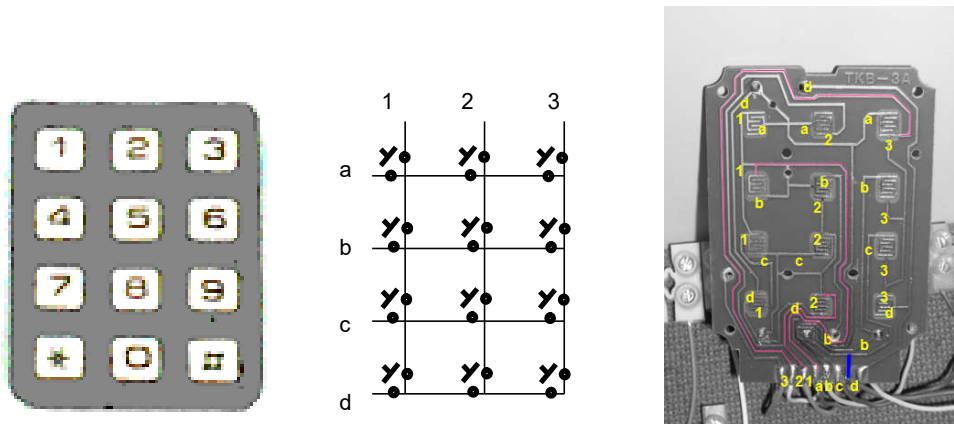 1 2 3
4 5 6
7 8 9
* 0 #
1 2 3
a
b
c
d
TKB-3A
d
d
1 a a 2 a 3
1 b b 2 b 3
1 c c 2 c 3
d 1 d 2 3 d
b b
3 2 1 a b c d